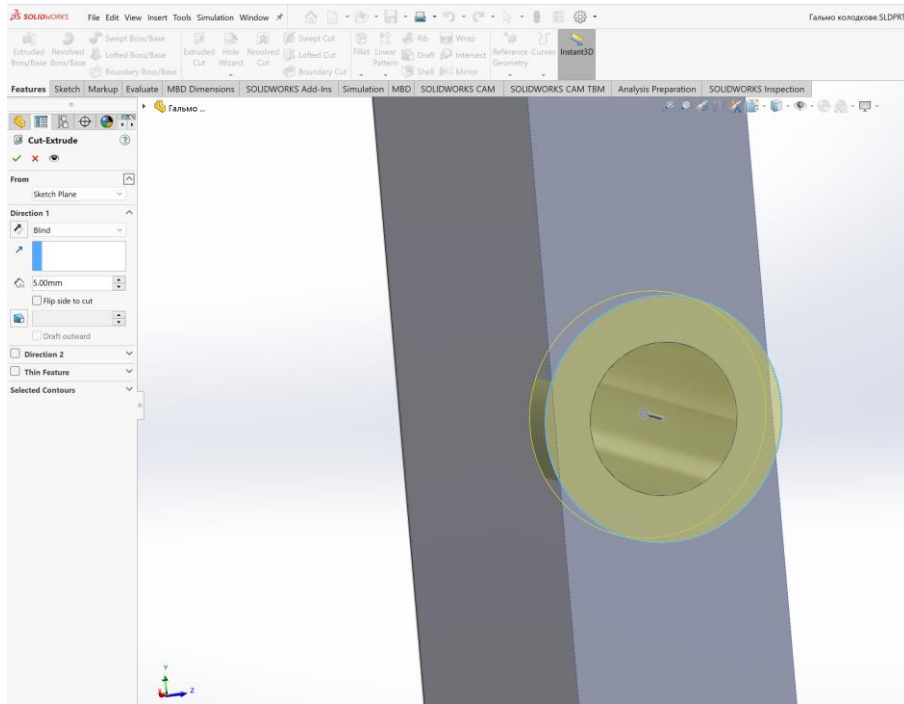 SOLIDWORKS File Edit View Insert Tools Simulation Window Гальмо колодкове.SLDPRT
Extruded Boss/Base
Revolved Boss/Base
Swept Boss/Base
Lofted Boss/Base
Boundary Boss/Base
Extruded Cut
Hole Wizard
Revolved Cut
Swept Cut
Lofted Cut
Boundary Cut
Fillet
Linear Pattern
Rib
Draft
Shell
Wrap
Intersect
Mirror
Reference Geometry
Curves
Instant3D
Features Sketch Markup Evaluate MBD Dimensions SOLIDWORKS Add-Ins Simulation MBD SOLIDWORKS CAM SOLIDWORKS CAM TBM Analysis Preparation SOLIDWORKS Inspection
Гальмо ...
Cut-Extrude
From
Sketch Plane
Direction 1
Blind
5.00mm
Flip side to cut
Draft outward
Direction 2
Thin Feature
Selected Contours
Y
Z